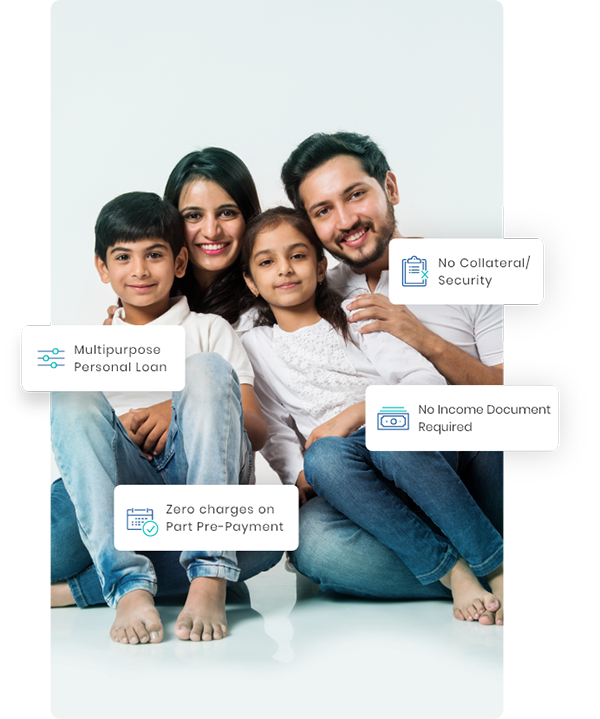 No Collateral/
Security
Multipurpose
Personal Loan
No Income Document
Required
Zero charges on
Part Pre-Payment